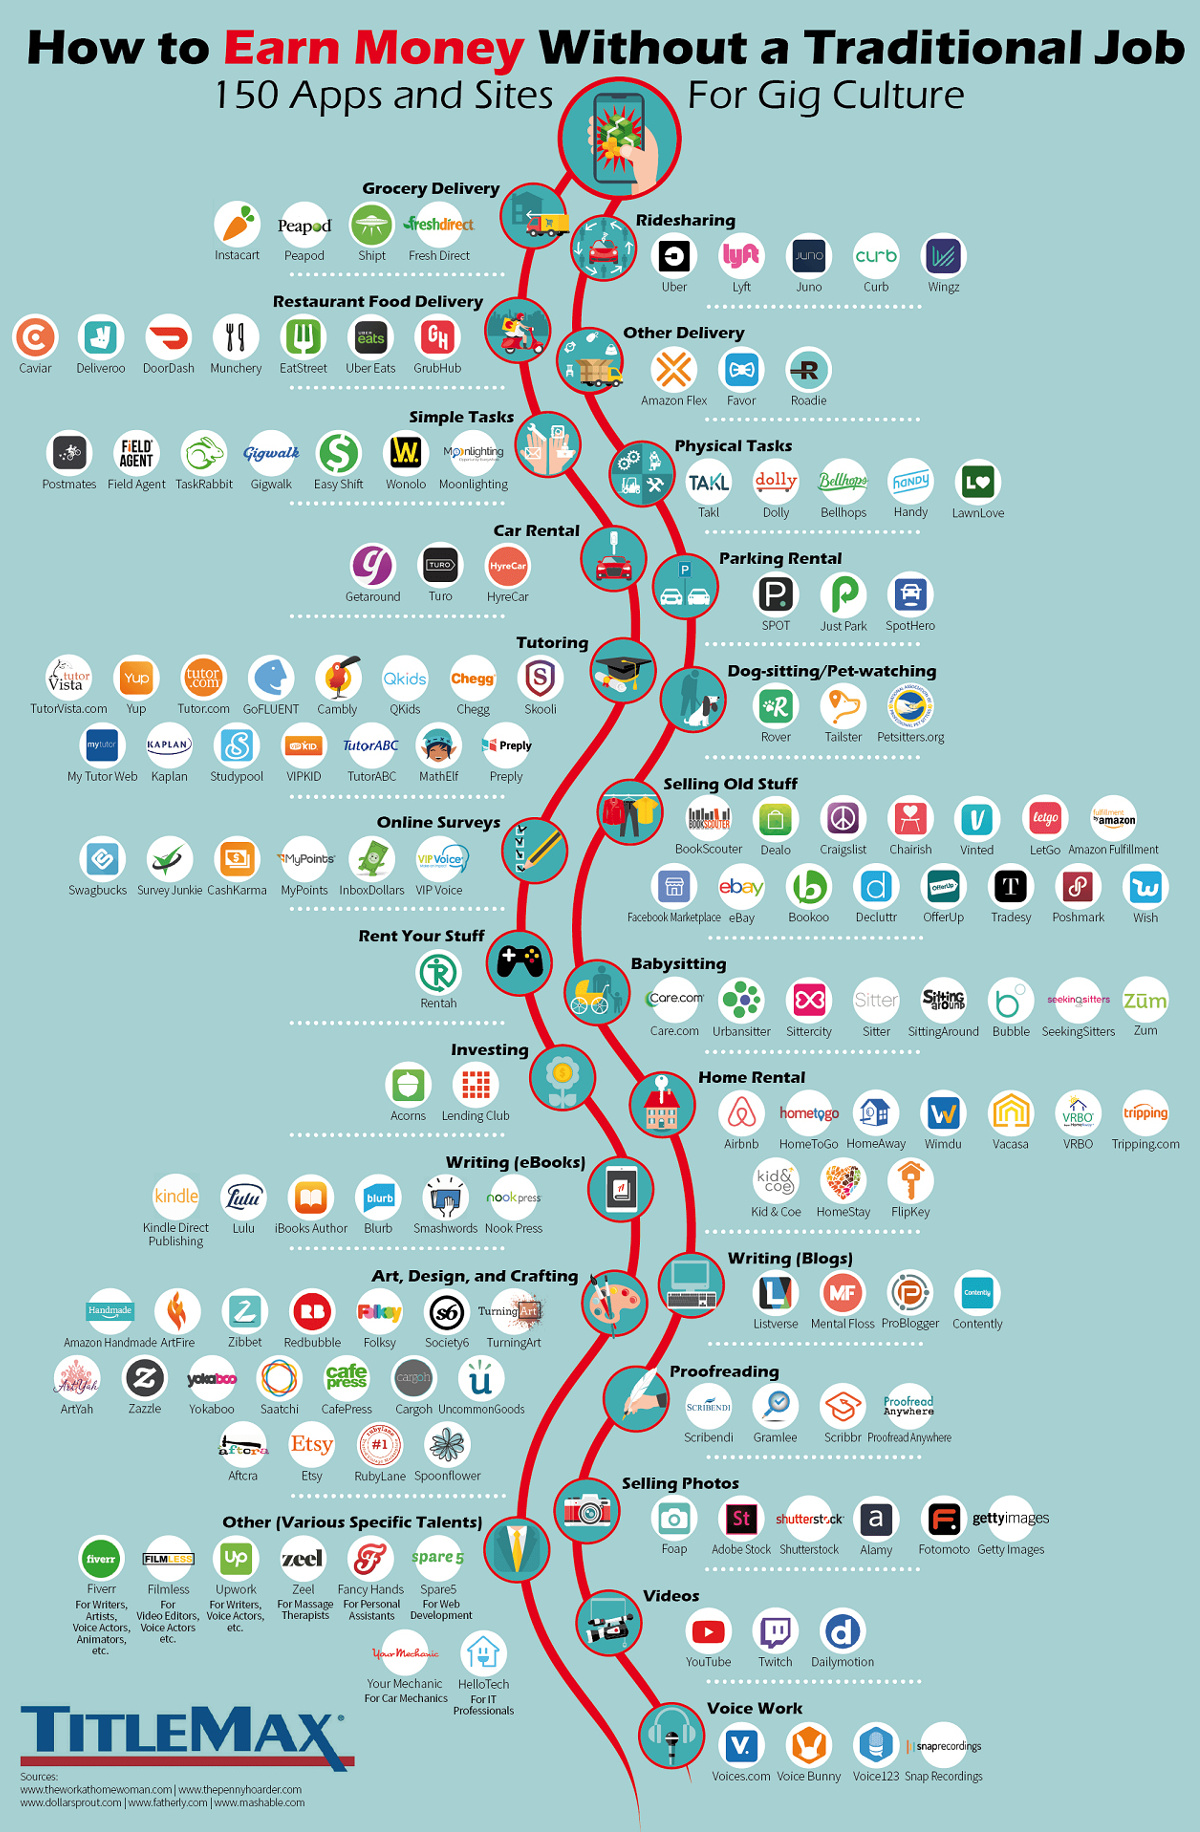 How to Earn Money Without a Traditional Job
150 Apps and Sites For Gig Culture
Grocery Delivery
Instacart Peapod Shipt Fresh Direct
Ridesharing
Uber Lyft Juno Curb Wingz
Restaurant Food Delivery
Caviar Deliveroo DoorDash Munchery EatStreet Uber Eats GrubHub
Other Delivery
Amazon Flex Favor Roadie
Simple Tasks
Postmates Field Agent TaskRabbit Gigwalk Easy Shift Wonolo Moonlighting
Physical Tasks
Takl Dolly Bellhops Handy LawnLove
Car Rental
Getaround Turo HyreCar
Parking Rental
SPOT Just Park SpotHero
Tutoring
TutorVista.com Yup Tutor.com GoFLUENT Cambly QKids Chegg Skooli
My Tutor Web Kaplan Studypool VIPKID TutorABC MathElf Preply
Dog-sitting/Pet-watching
Rover Tailster Petsitters.org
Selling Old Stuff
BookScouter Dealo Craigslist Chairish Vinted LetGo Amazon Fulfillment
Facebook Marketplace eBay Bookoo Decluttr OfferUp Tradesy Poshmark Wish
Online Surveys
Swagbucks Survey Junkie CashKarma MyPoints InboxDollars VIP Voice
Rent Your Stuff
Rentah
Babysitting
Care.com Urbansitter Sittercity Sitter SittingAround Bubble SeekingSitters Zum
Investing
Acorns Lending Club
Home Rental
Airbnb HomeToGo HomeAway Wimdu Vacasa VRBO Tripping.com
Kid & Coe HomeStay FlipKey
Writing (eBooks)
Kindle Direct Publishing Lulu iBooks Author Blurb Smashwords Nook Press
Writing (Blogs)
Listverse Mental Floss ProBlogger Contently
Art, Design, and Crafting
Amazon Handmade ArtFire Zibbet Redbubble Folksy Society6 TurningArt
ArtYah Zazzle Yokaboo Saatchi CafePress Cargoh UncommonGoods
Aftcra Etsy RubyLane Spoonflower
Proofreading
Scribendi Gramlee Scribbr Proofread Anywhere
Selling Photos
Foap Adobe Stock Shutterstock Alamy Fotomoto Getty Images
Other (Various Specific Talents)
Fiverr
For Writers,
Artists,
Voice Actors,
Animators,
etc.
Filmless
For
Video Editors,
Voice Actors
etc.
Upwork
For Writers,
Voice Actors,
etc.
Zeel
For Massage
Therapists
Fancy Hands
For Personal
Assistants
Spare5
For Web
Development
Your Mechanic
For Car Mechanics
HelloTech
For IT
Professionals
Videos
YouTube Twitch Dailymotion
Voice Work
Voices.com Voice Bunny Voice123 Snap Recordings
TITLEMAX
Sources:
www.theworkathomewoman.com | www.thepennyhoarder.com
www.dollarsprout.com | www.fatherly.com | www.mashable.com